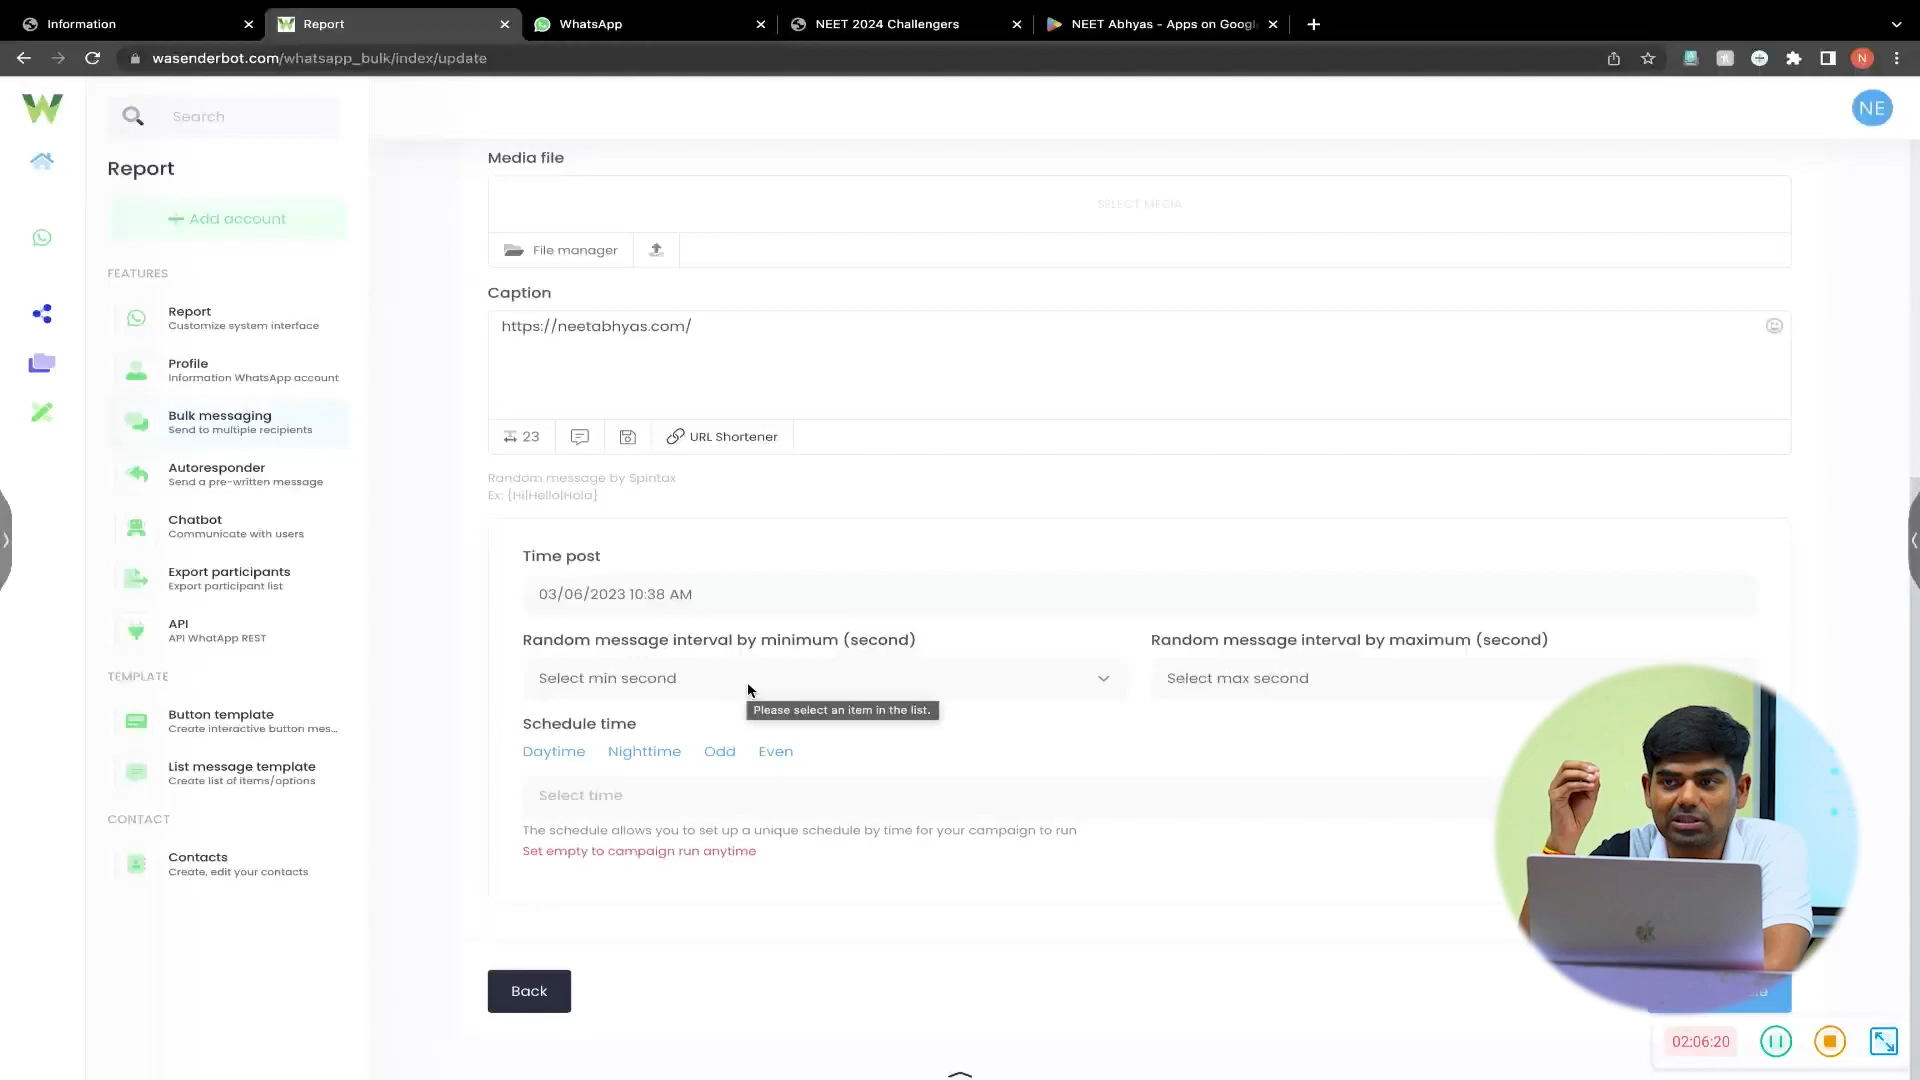 Information
Report
WhatsApp
NEET 2024 Challengers
NEET Abhyas - Apps on Googl
wasenderbot.com/whatsapp_bulk/index/update
N
Search
NE
Report
Add account
FEATURES
Report
Customize system interface
Profile
Information WhatsApp account
Bulk messaging
Send to multiple recipients
Autoresponder
Send a pre-written message
Chatbot
Communicate with users
Export participants
Export participant list
API
API WhatApp REST
TEMPLATE
Button template
Create interactive button mes...
List message template
Create list of items/options
CONTACT
Contacts
Create, edit your contacts
Media file
SELECT MEDIA
File manager
Caption
https://neetabhyas.com/
23
URL Shortener
Random message by Spintax
Ex: {Hi|Hello|Hola}
Time post
03/06/2023 10:38 AM
Random message interval by minimum (second)
Random message interval by maximum (second)
Select min second
Select max second
Please select an item in the list.
Schedule time
Daytime Nighttime Odd Even
Select time
The schedule allows you to set up a unique schedule by time for your campaign to run
Set empty to campaign run anytime
Back
02:06:20